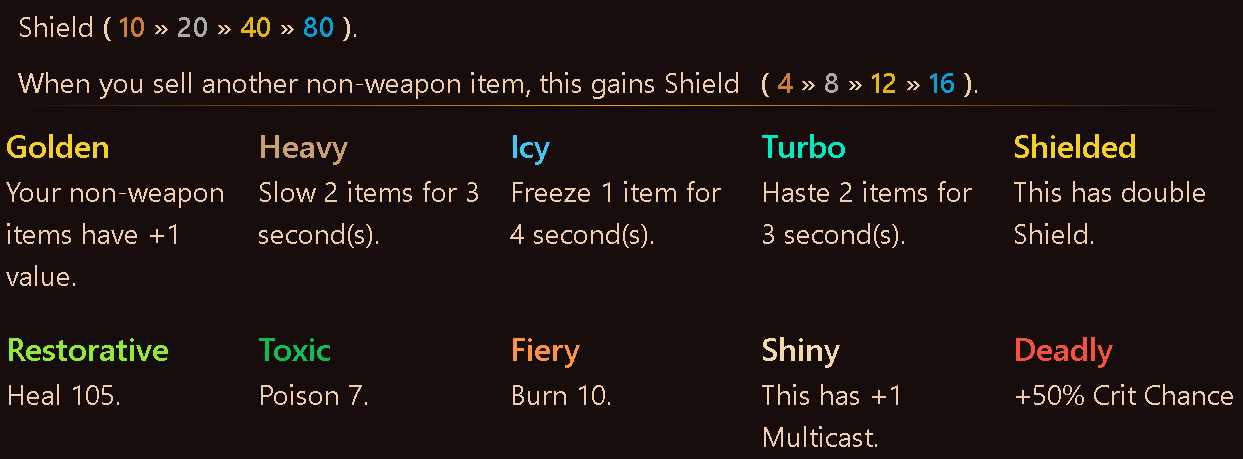 Shield ( 10 » 20 » 40 » 80 ).
When you sell another non-weapon item, this gains Shield ( 4 » 8 » 12 » 16 ).
Golden
Your non-weapon
items have +1
value.
Heavy
Slow 2 items for 3
second(s).
Icy
Freeze 1 item for
4 second(s).
Turbo
Haste 2 items for
3 second(s).
Shielded
This has double
Shield.
Restorative
Heal 105.
Toxic
Poison 7.
Fiery
Burn 10.
Shiny
This has +1
Multicast.
Deadly
+50% Crit Chance